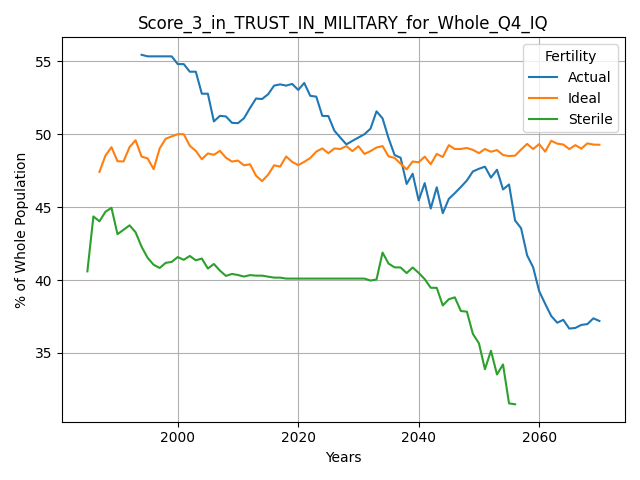 Score_3_in_TRUST_IN_MILITARY_for_Whole_Q4_IQ
Fertility
Actual
Ideal
Sterile
% of Whole Population
55
50
45
40
35
2000 2020 2040 2060
Years